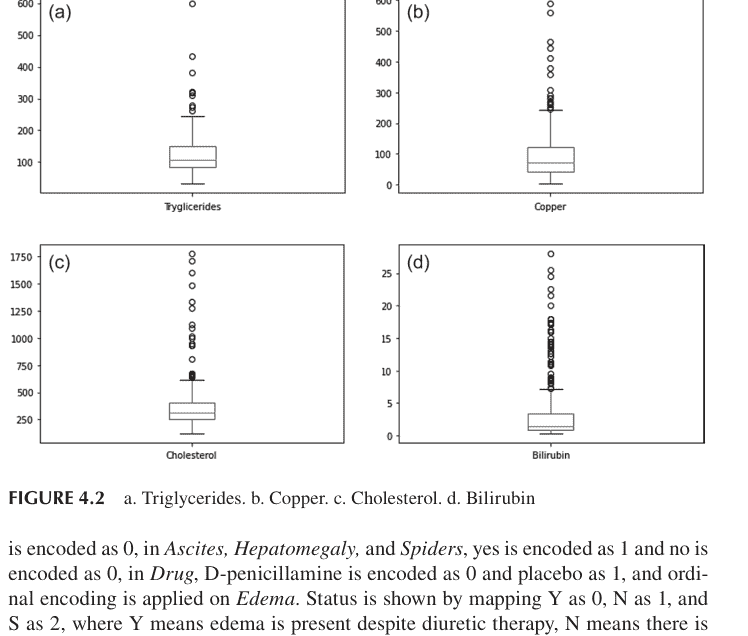 600
(a)
500
400
300
200
100
Tryglicerides
600
(b)
500
400
300
200
100
0
Copper
1750
(c)
1500
1250
1000
750
500
250
Cholesterol
(d)
25
20
15
10
5
0
Bilirubin
FIGURE 4.2 a. Triglycerides. b. Copper. c. Cholesterol. d. Bilirubin
is encoded as 0, in Ascites, Hepatomegaly, and Spiders, yes is encoded as 1 and no is
encoded as 0, in Drug, D-penicillamine is encoded as 0 and placebo as 1, and ordi-
nal encoding is applied on Edema. Status is shown by mapping Y as 0, N as 1, and
S as 2, where Y means edema is present despite diuretic therapy, N means there is